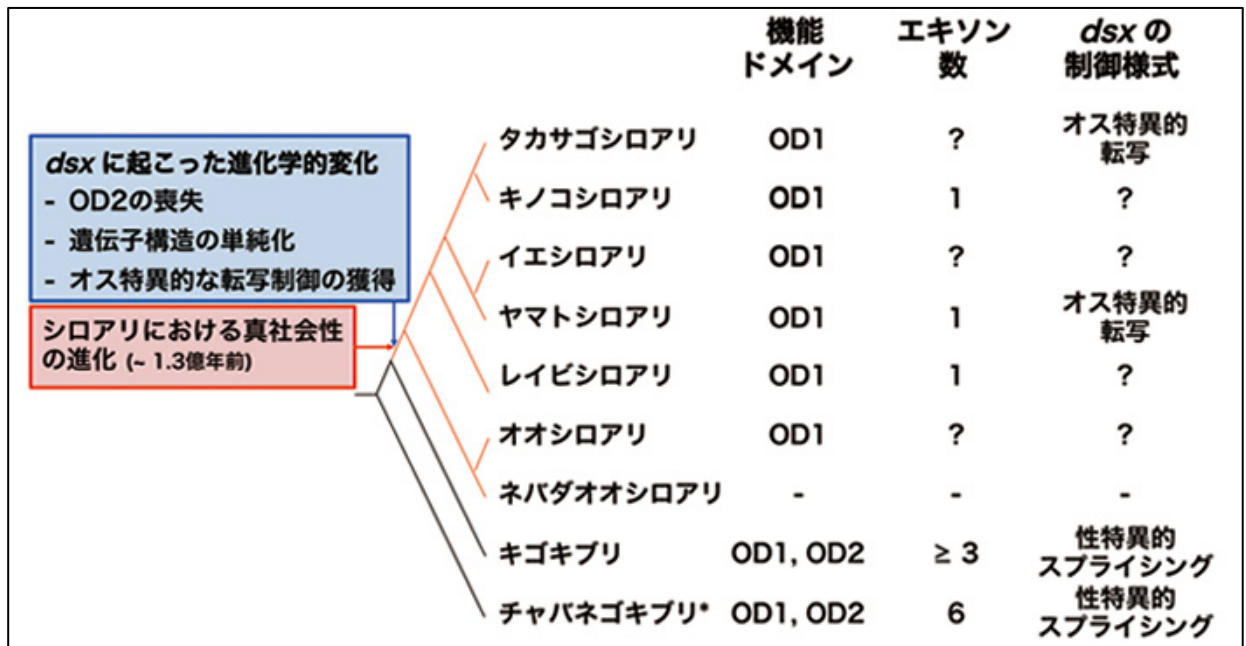 機能
ドメイン
エキソン
数
dsx の
制御様式
dsx に起こった進化学的変化
- OD2の喪失
- 遺伝子構造の単純化
- オス特異的な転写制御の獲得
シロアリにおける真社会性
の進化 (~ 1.3億年前)
タカサゴシロアリ OD1 ? オス特異的
転写
キノコシロアリ OD1 1 ?
イエシロアリ OD1 ? ?
ヤマトシロアリ OD1 1 オス特異的
転写
レイビシロアリ OD1 1 ?
オオシロアリ OD1 ? ?
ネバダオオシロアリ - - -
キゴキブリ OD1, OD2 ≥ 3 性特異的
スプライシング
チャバネゴキブリ* OD1, OD2 6 性特異的
スプライシング